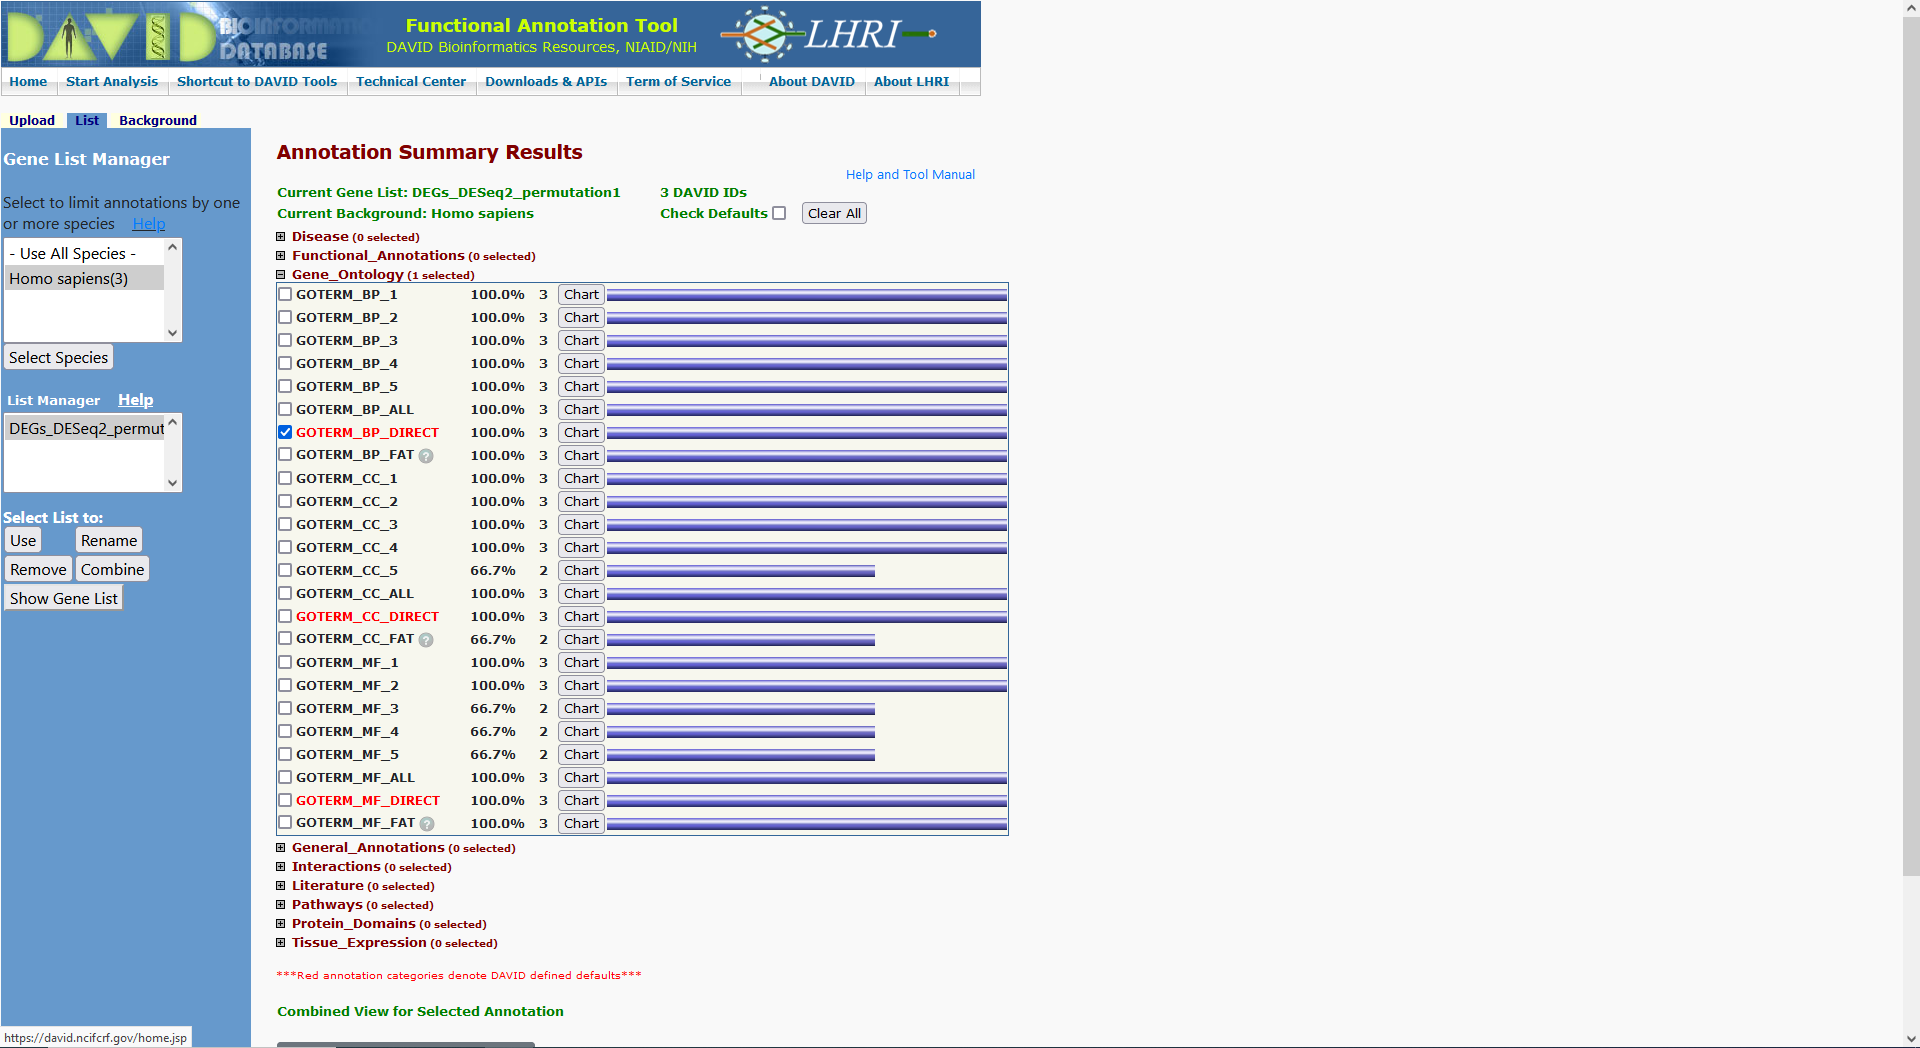 DAVID BIOINFORMATICS DATABASE
Functional Annotation Tool
DAVID Bioinformatics Resources, NIAID/NIH
LHRI
Home Start Analysis Shortcut to DAVID Tools Technical Center Downloads & APIs Term of Service About DAVID About LHRI
Upload List Background
Gene List Manager
Select to limit annotations by one
or more species Help
- Use All Species -
Homo sapiens(3)
Select Species
List Manager Help
DEGs_DESeq2_permut
Select List to:
Use Rename
Remove Combine
Show Gene List
Annotation Summary Results
Help and Tool Manual
Current Gene List: DEGs_DESeq2_permutation1 3 DAVID IDs
Current Background: Homo sapiens Check Defaults Clear All
Disease (0 selected)
Functional_Annotations (0 selected)
Gene_Ontology (1 selected)
GOTERM_BP_1 100.0% 3 Chart
GOTERM_BP_2 100.0% 3 Chart
GOTERM_BP_3 100.0% 3 Chart
GOTERM_BP_4 100.0% 3 Chart
GOTERM_BP_5 100.0% 3 Chart
GOTERM_BP_ALL 100.0% 3 Chart
GOTERM_BP_DIRECT 100.0% 3 Chart
GOTERM_BP_FAT ? 100.0% 3 Chart
GOTERM_CC_1 100.0% 3 Chart
GOTERM_CC_2 100.0% 3 Chart
GOTERM_CC_3 100.0% 3 Chart
GOTERM_CC_4 100.0% 3 Chart
GOTERM_CC_5 66.7% 2 Chart
GOTERM_CC_ALL 100.0% 3 Chart
GOTERM_CC_DIRECT 100.0% 3 Chart
GOTERM_CC_FAT ? 66.7% 2 Chart
GOTERM_MF_1 100.0% 3 Chart
GOTERM_MF_2 100.0% 3 Chart
GOTERM_MF_3 66.7% 2 Chart
GOTERM_MF_4 66.7% 2 Chart
GOTERM_MF_5 66.7% 2 Chart
GOTERM_MF_ALL 100.0% 3 Chart
GOTERM_MF_DIRECT 100.0% 3 Chart
GOTERM_MF_FAT ? 100.0% 3 Chart
General_Annotations (0 selected)
Interactions (0 selected)
Literature (0 selected)
Pathways (0 selected)
Protein_Domains (0 selected)
Tissue_Expression (0 selected)
***Red annotation categories denote DAVID defined defaults***
Combined View for Selected Annotation
https://david.ncifcrf.gov/home.jsp